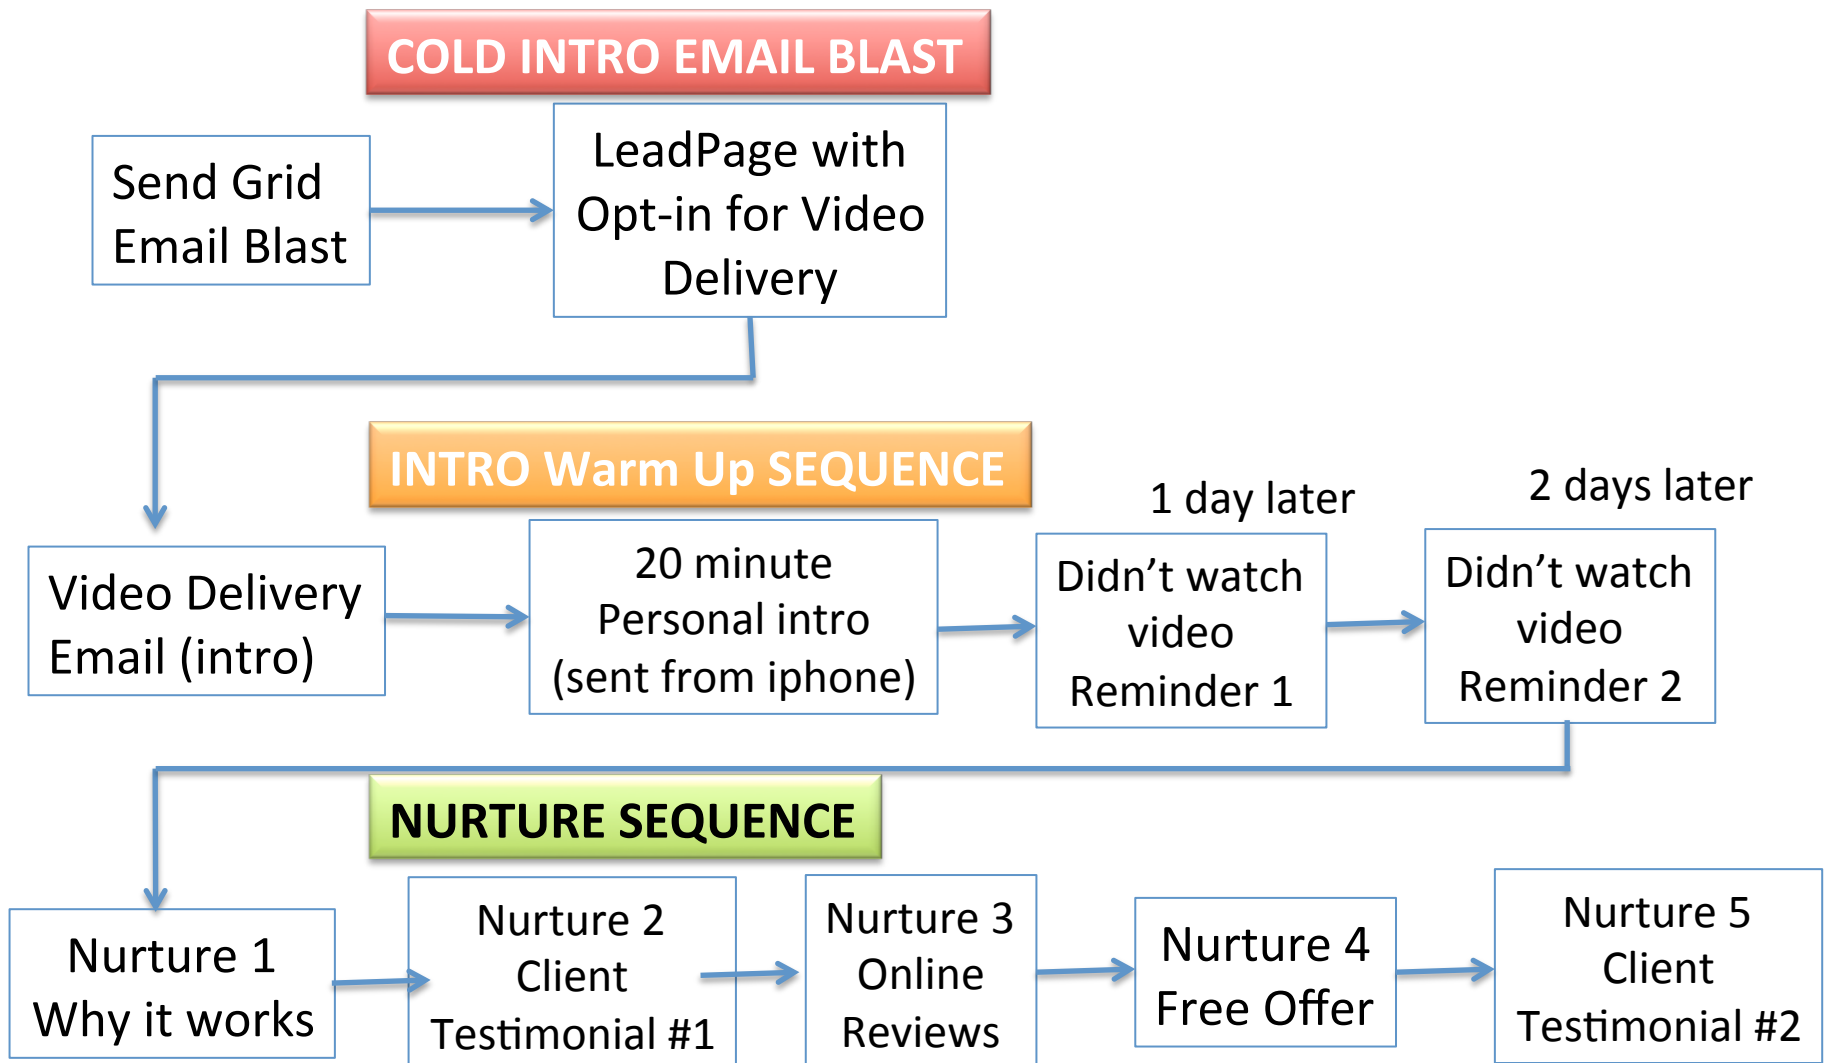 COLD INTRO EMAIL BLAST
Send Grid
Email Blast
LeadPage with
Opt-in for Video
Delivery
INTRO Warm Up SEQUENCE
1 day later
2 days later
Video Delivery
Email (intro)
20 minute
Personal intro
(sent from iphone)
Didn’t watch
video
Reminder 1
Didn’t watch
video
Reminder 2
NURTURE SEQUENCE
Nurture 1
Why it works
Nurture 2
Client
Testimonial #1
Nurture 3
Online
Reviews
Nurture 4
Free Offer
Nurture 5
Client
Testimonial #2